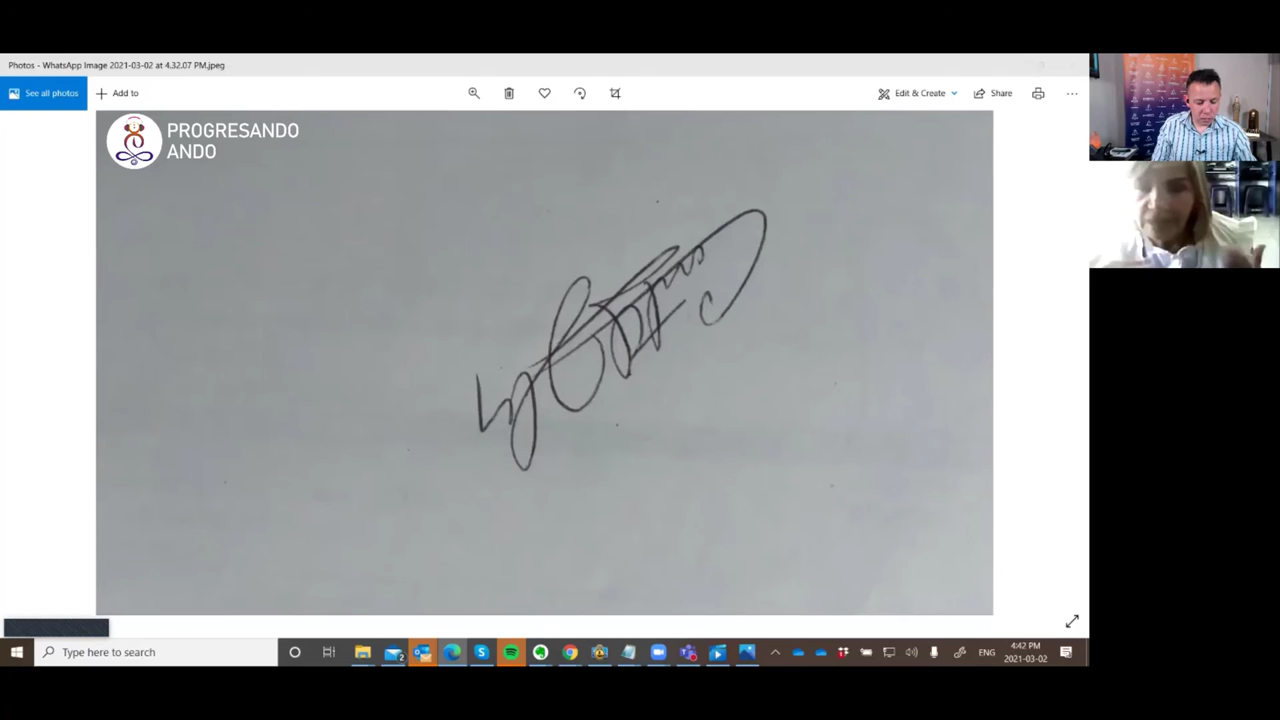 Photos - WhatsApp Image 2021-03-02 at 4.32.07 PM.jpeg
See all photos
Add to
Edit & Create
Share
PROGRESANDO
ANDO
Type here to search
2
ENG
4:42 PM
2021-03-02